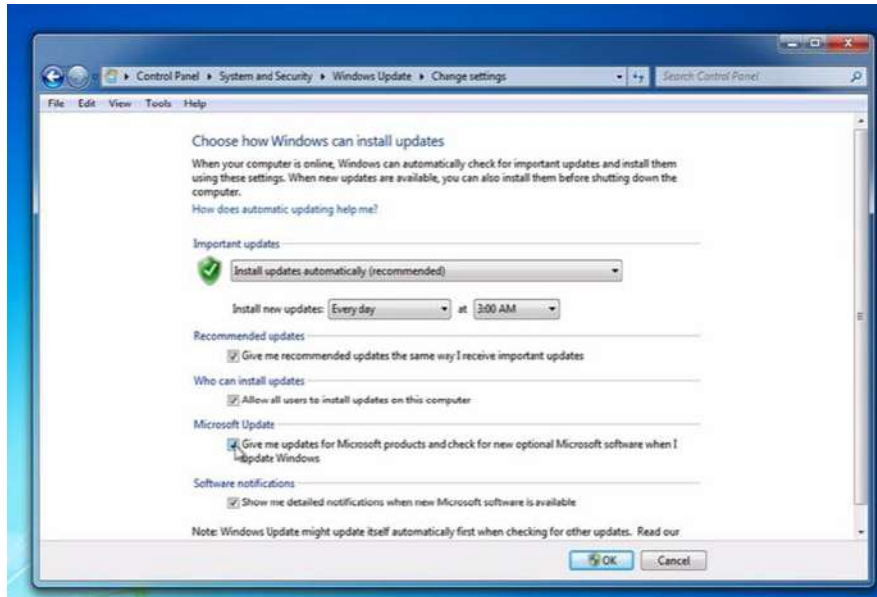 Control Panel ▸ System and Security ▸ Windows Update ▸ Change settings
Search Control Panel
File Edit View Tools Help
Choose how Windows can install updates
When your computer is online, Windows can automatically check for important updates and install them
using these settings. When new updates are available, you can also install them before shutting down the
computer.
How does automatic updating help me?
Important updates
Install updates automatically (recommended)
Install new updates: Every day at 3:00 AM
Recommended updates
Give me recommended updates the same way I receive important updates
Who can install updates
Allow all users to install updates on this computer
Microsoft Update
Give me updates for Microsoft products and check for new optional Microsoft software when I
update Windows
Software notifications
Show me detailed notifications when new Microsoft software is available
Note: Windows Update might update itself automatically first when checking for other updates. Read our
OK Cancel